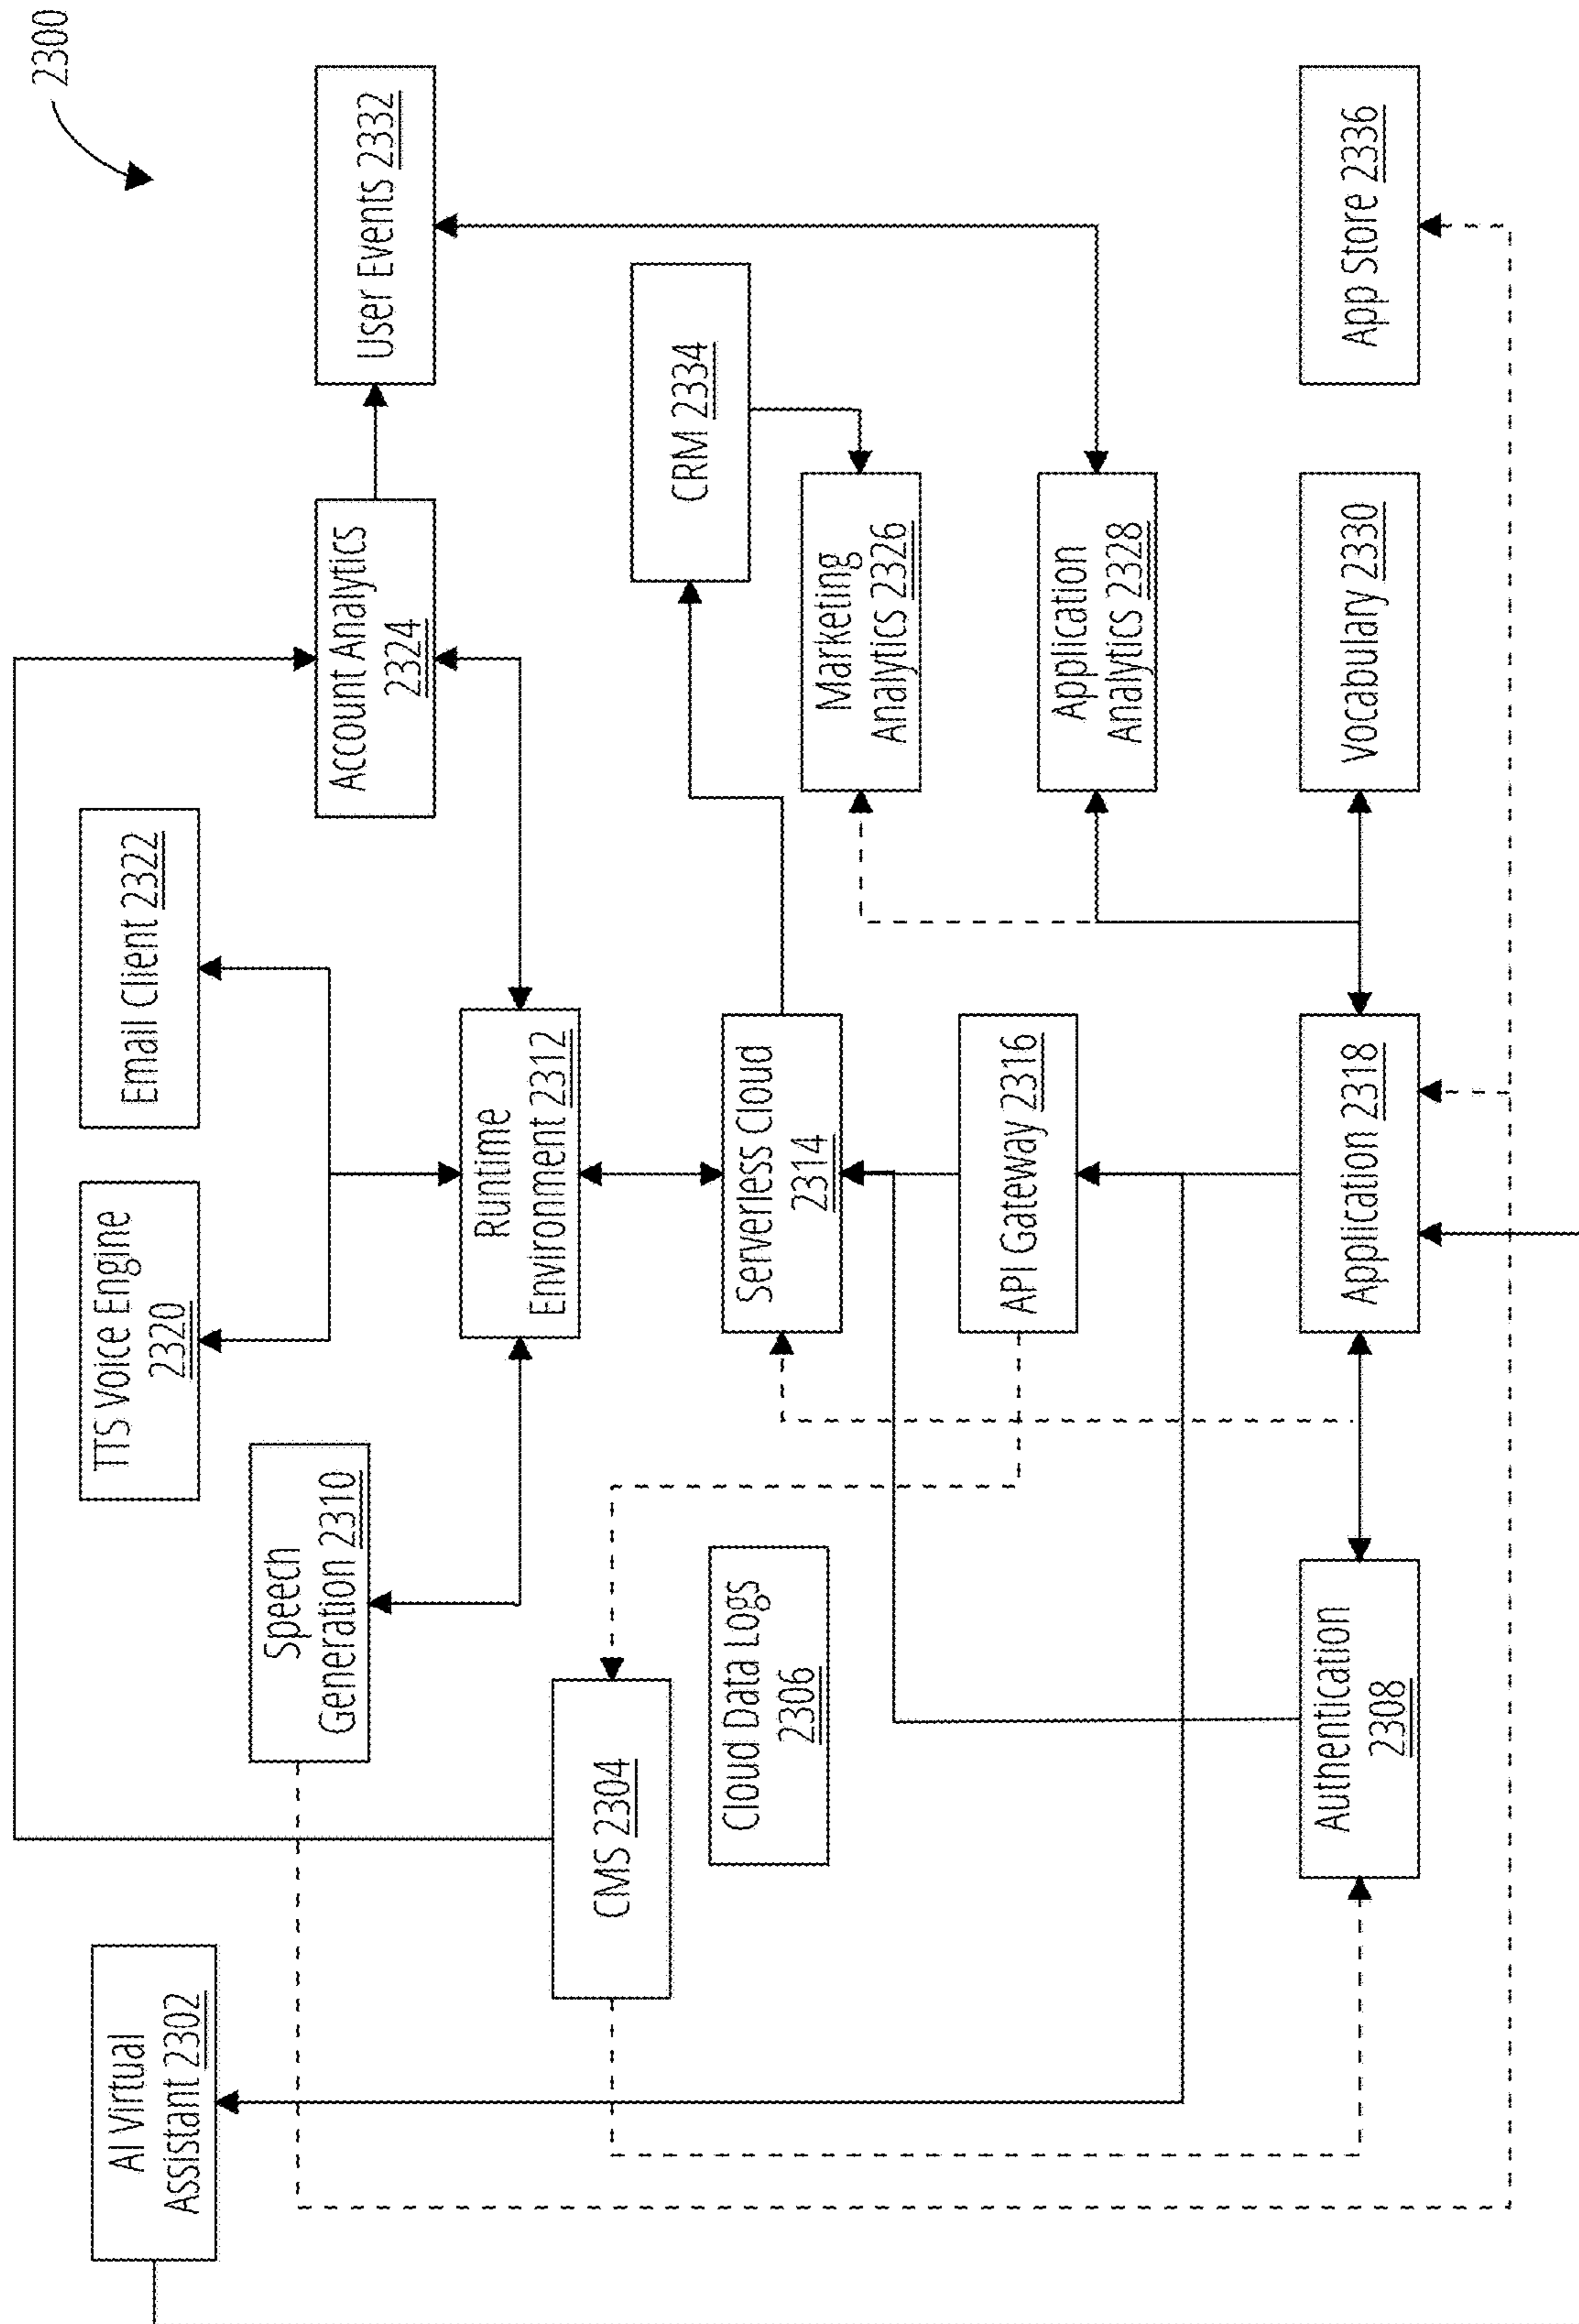 2300
AI Virtual
Assistant 2302
TTS Voice Engine
2320
Email Client 2322
Speech
Generation 2310
Account Analytics
2324
User Events 2332
Runtime
Environment 2312
CMS 2304
CRM 2334
Cloud Data Logs
2306
Serverless Cloud
2314
Marketing
Analytics 2326
API Gateway 2316
Application
Analytics 2328
Authentication
2308
Application 2318
Vocabulary 2330
App Store 2336